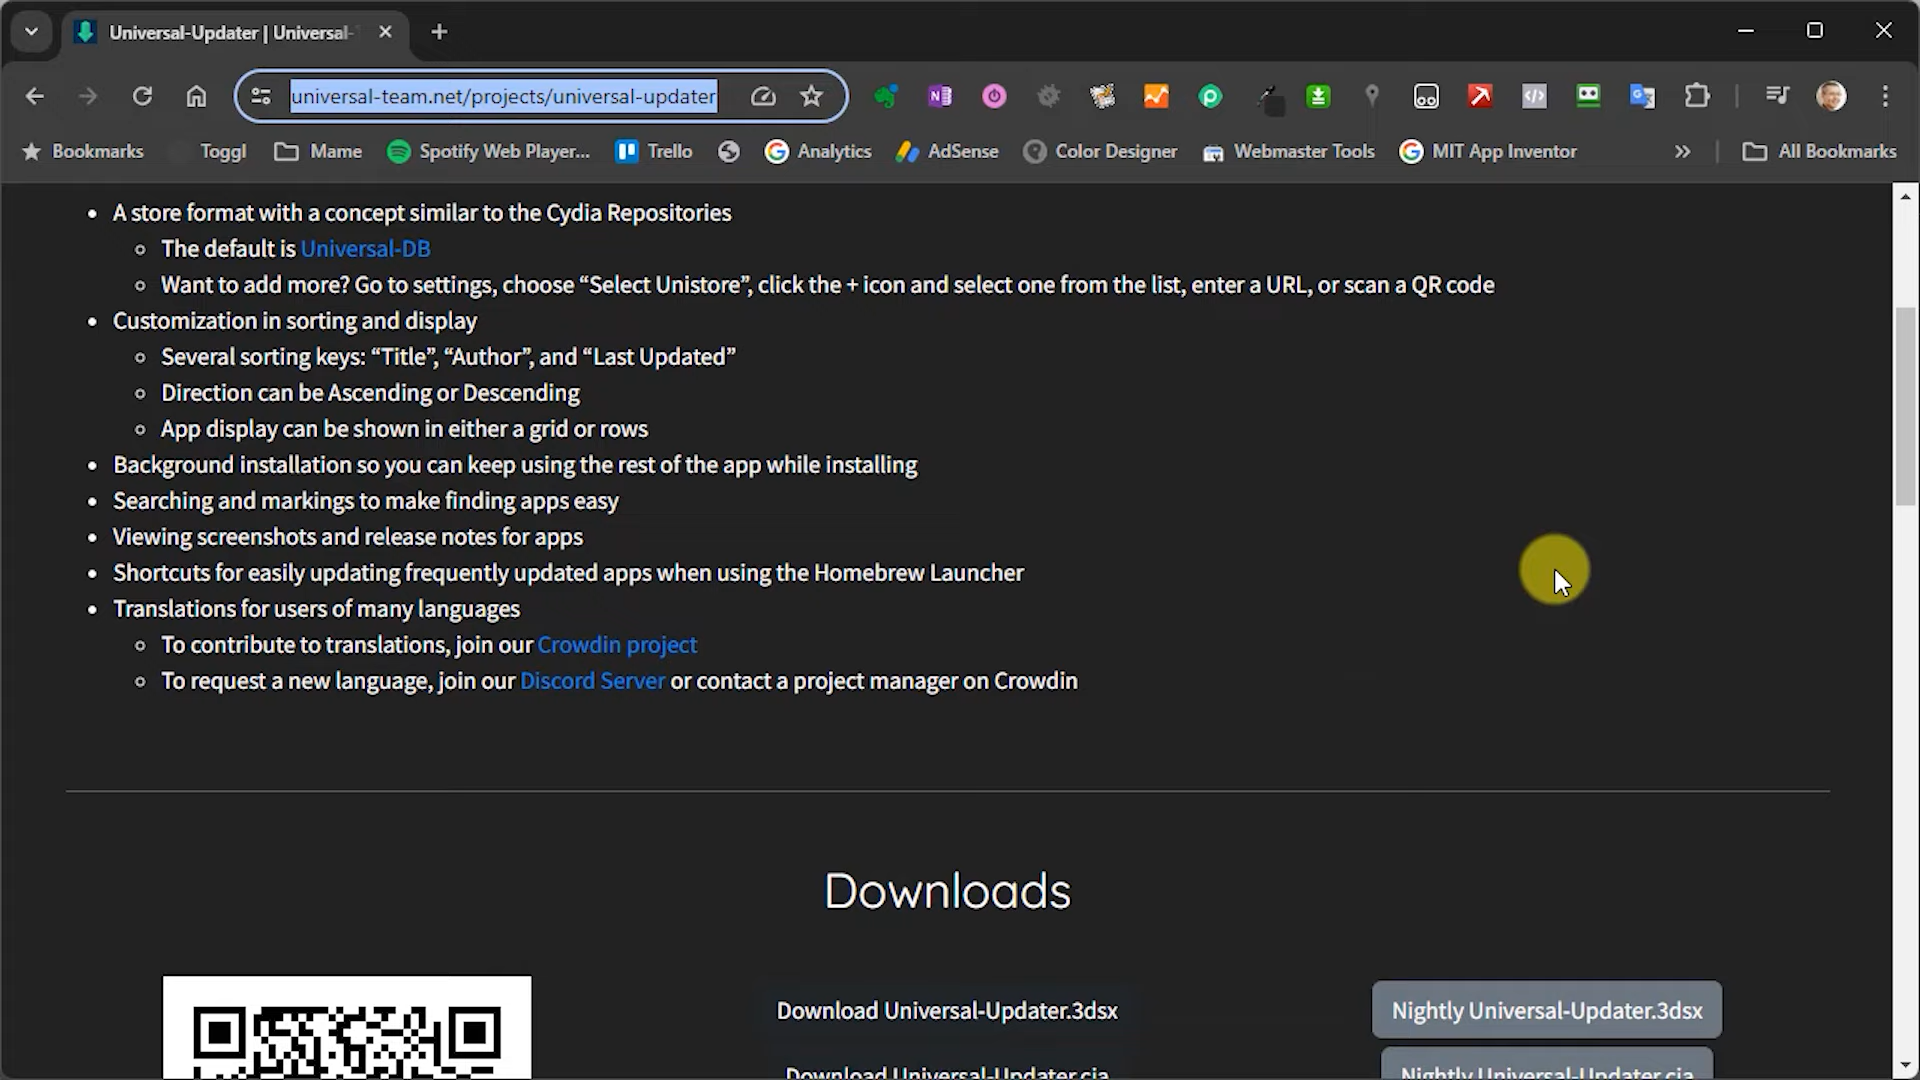 Universal-Updater | Universal-
universal-team.net/projects/universal-updater
Bookmarks
Toggl
Mame
Spotify Web Player...
Trello
Analytics
AdSense
Color Designer
Webmaster Tools
MIT App Inventor
»
All Bookmarks
• A store format with a concept similar to the Cydia Repositories
○ The default is Universal-DB
○ Want to add more? Go to settings, choose “Select Unistore”, click the + icon and select one from the list, enter a URL, or scan a QR code
• Customization in sorting and display
○ Several sorting keys: “Title”, “Author”, and “Last Updated”
○ Direction can be Ascending or Descending
○ App display can be shown in either a grid or rows
• Background installation so you can keep using the rest of the app while installing
• Searching and markings to make finding apps easy
• Viewing screenshots and release notes for apps
• Shortcuts for easily updating frequently updated apps when using the Homebrew Launcher
• Translations for users of many languages
○ To contribute to translations, join our Crowdin project
○ To request a new language, join our Discord Server or contact a project manager on Crowdin
Downloads
Download Universal-Updater.3dsx
Nightly Universal-Updater.3dsx
Download Universal-Updater.cia
Nightly Universal-Updater.cia